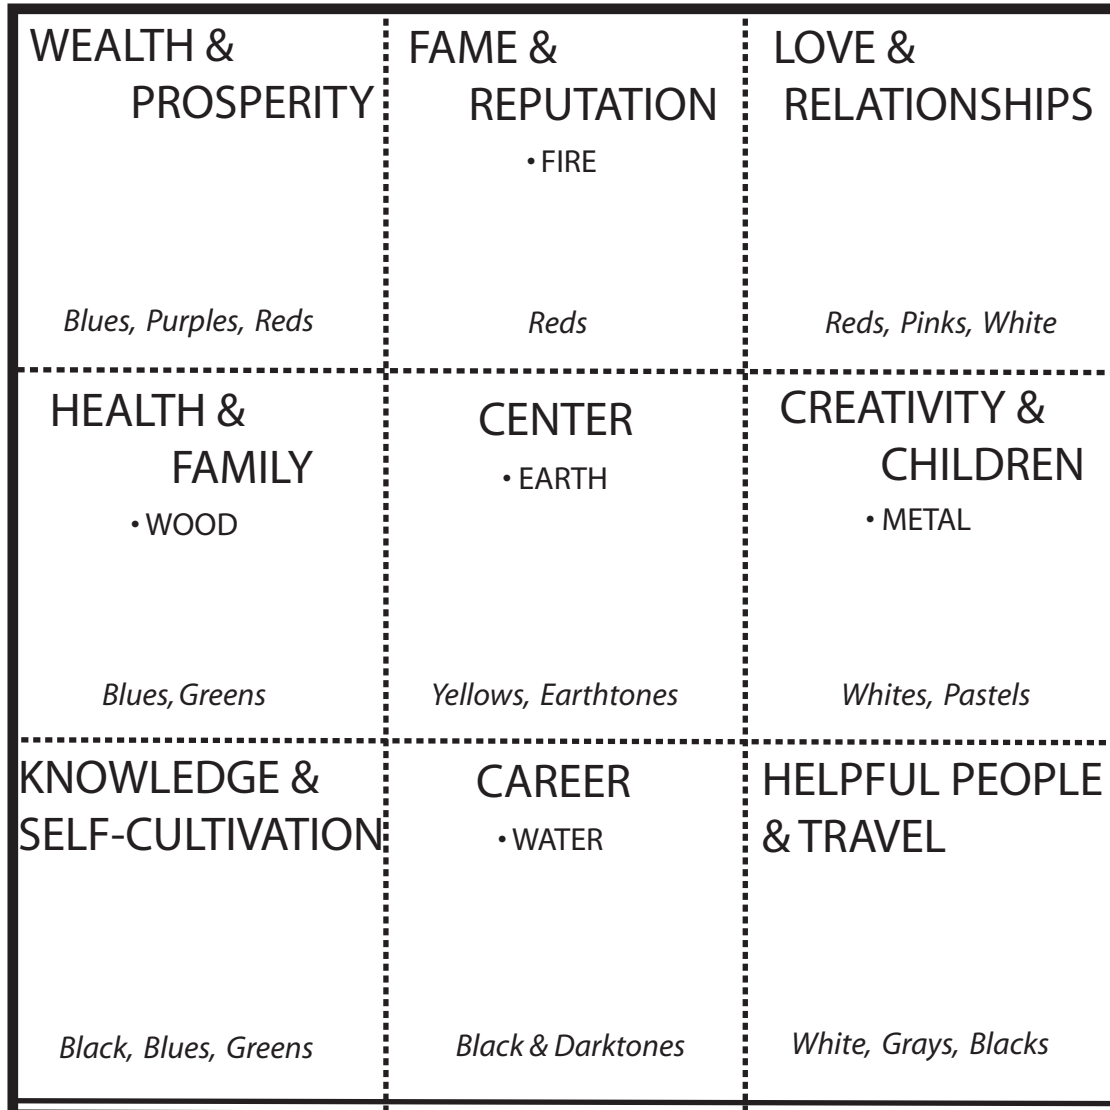 WEALTH &
PROSPERITY
Blues, Purples, Reds
FAME &
REPUTATION
• FIRE
Reds
LOVE &
RELATIONSHIPS
Reds, Pinks, White
HEALTH &
FAMILY
• WOOD
Blues, Greens
CENTER
• EARTH
Yellows, Earthtones
CREATIVITY &
CHILDREN
• METAL
Whites, Pastels
KNOWLEDGE &
SELF-CULTIVATION
Black, Blues, Greens
CAREER
• WATER
Black & Darktones
HELPFUL PEOPLE
& TRAVEL
White, Grays, Blacks